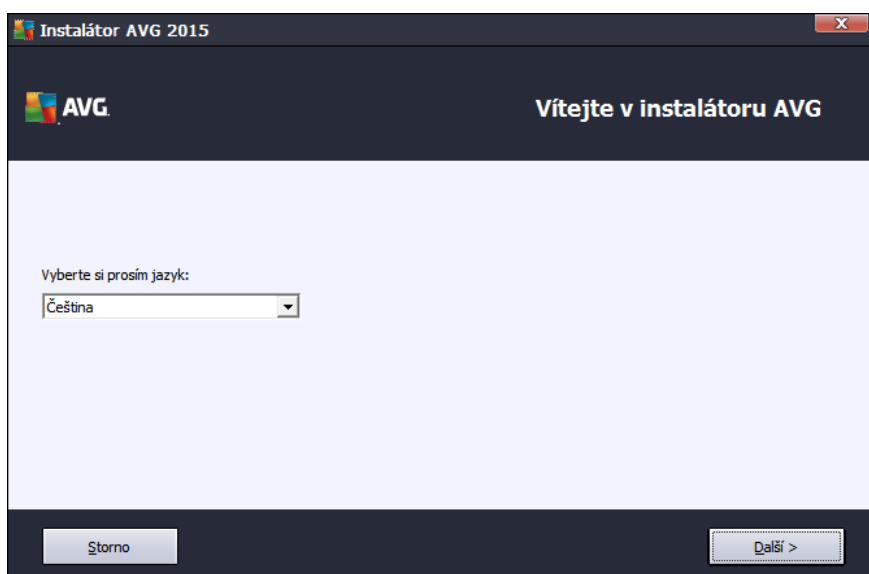 Instalátor AVG 2015
X
AVG.
Vítejte v instalátoru AVG
Vyberte si prosím jazyk:
Čeština
Storno
Další >